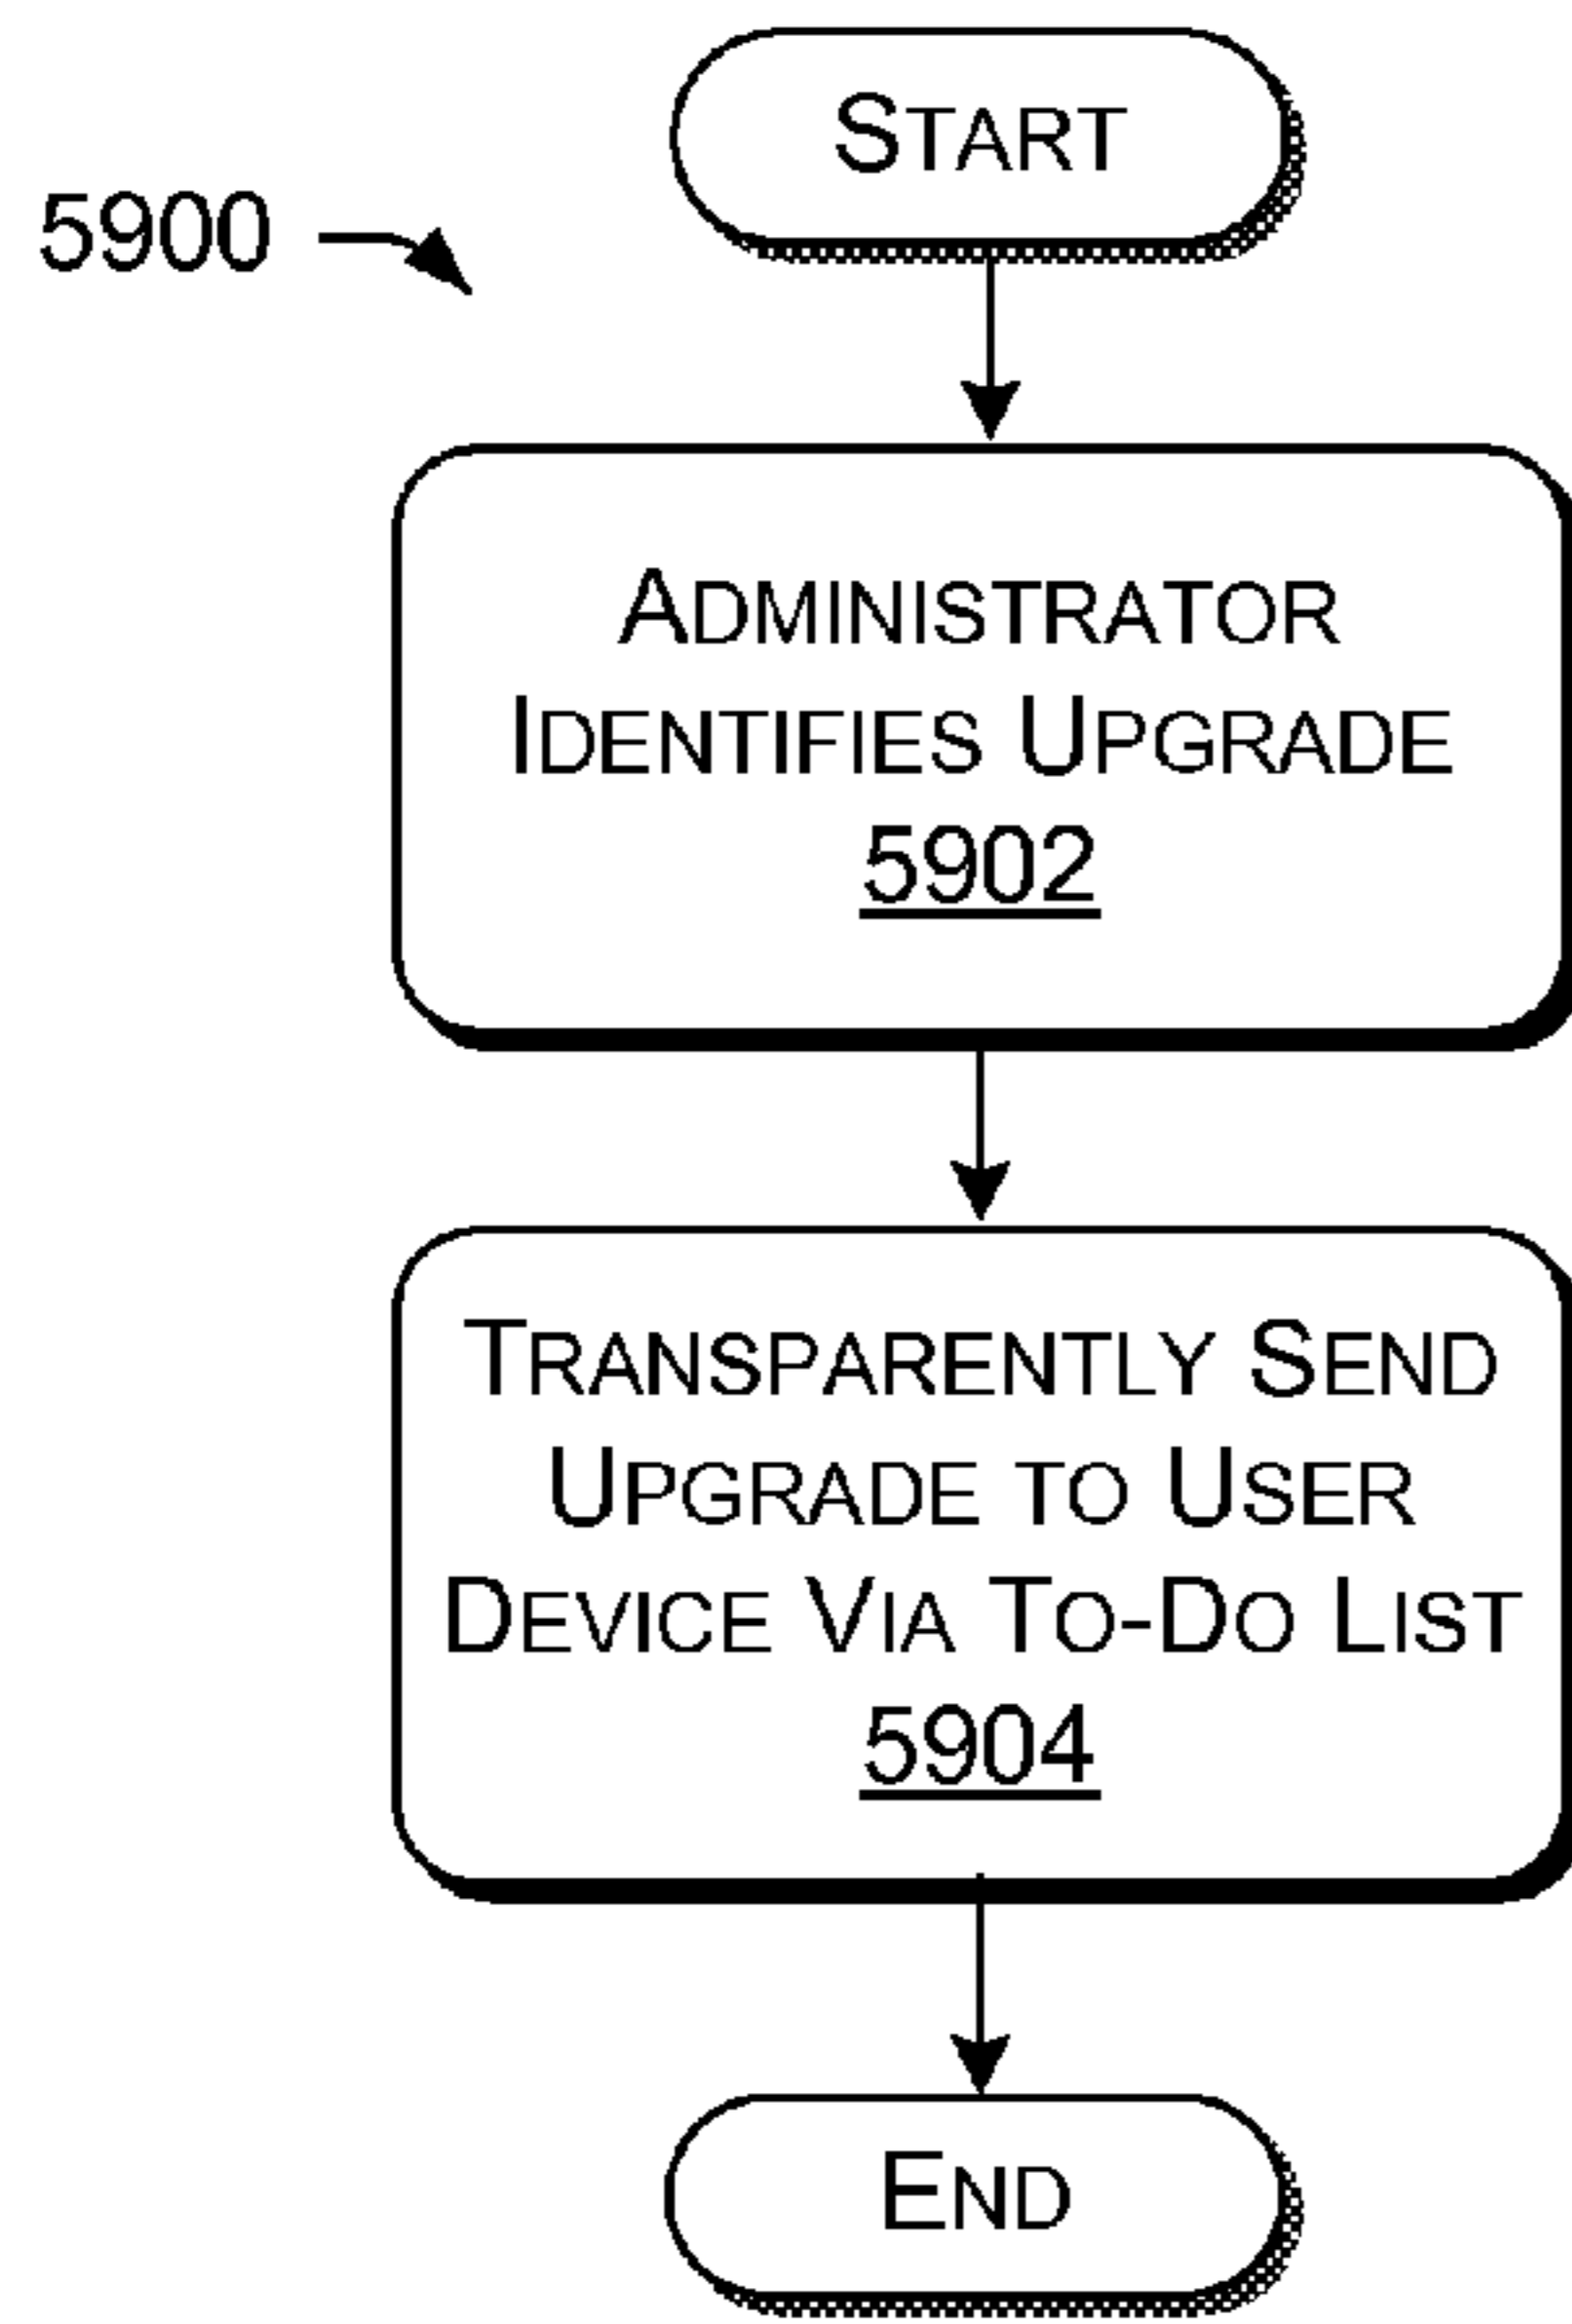 START
5900
ADMINISTRATOR
IDENTIFIES UPGRADE
5902
TRANSPARENTLY SEND
UPGRADE TO USER
DEVICE VIA TO-DO LIST
5904
END